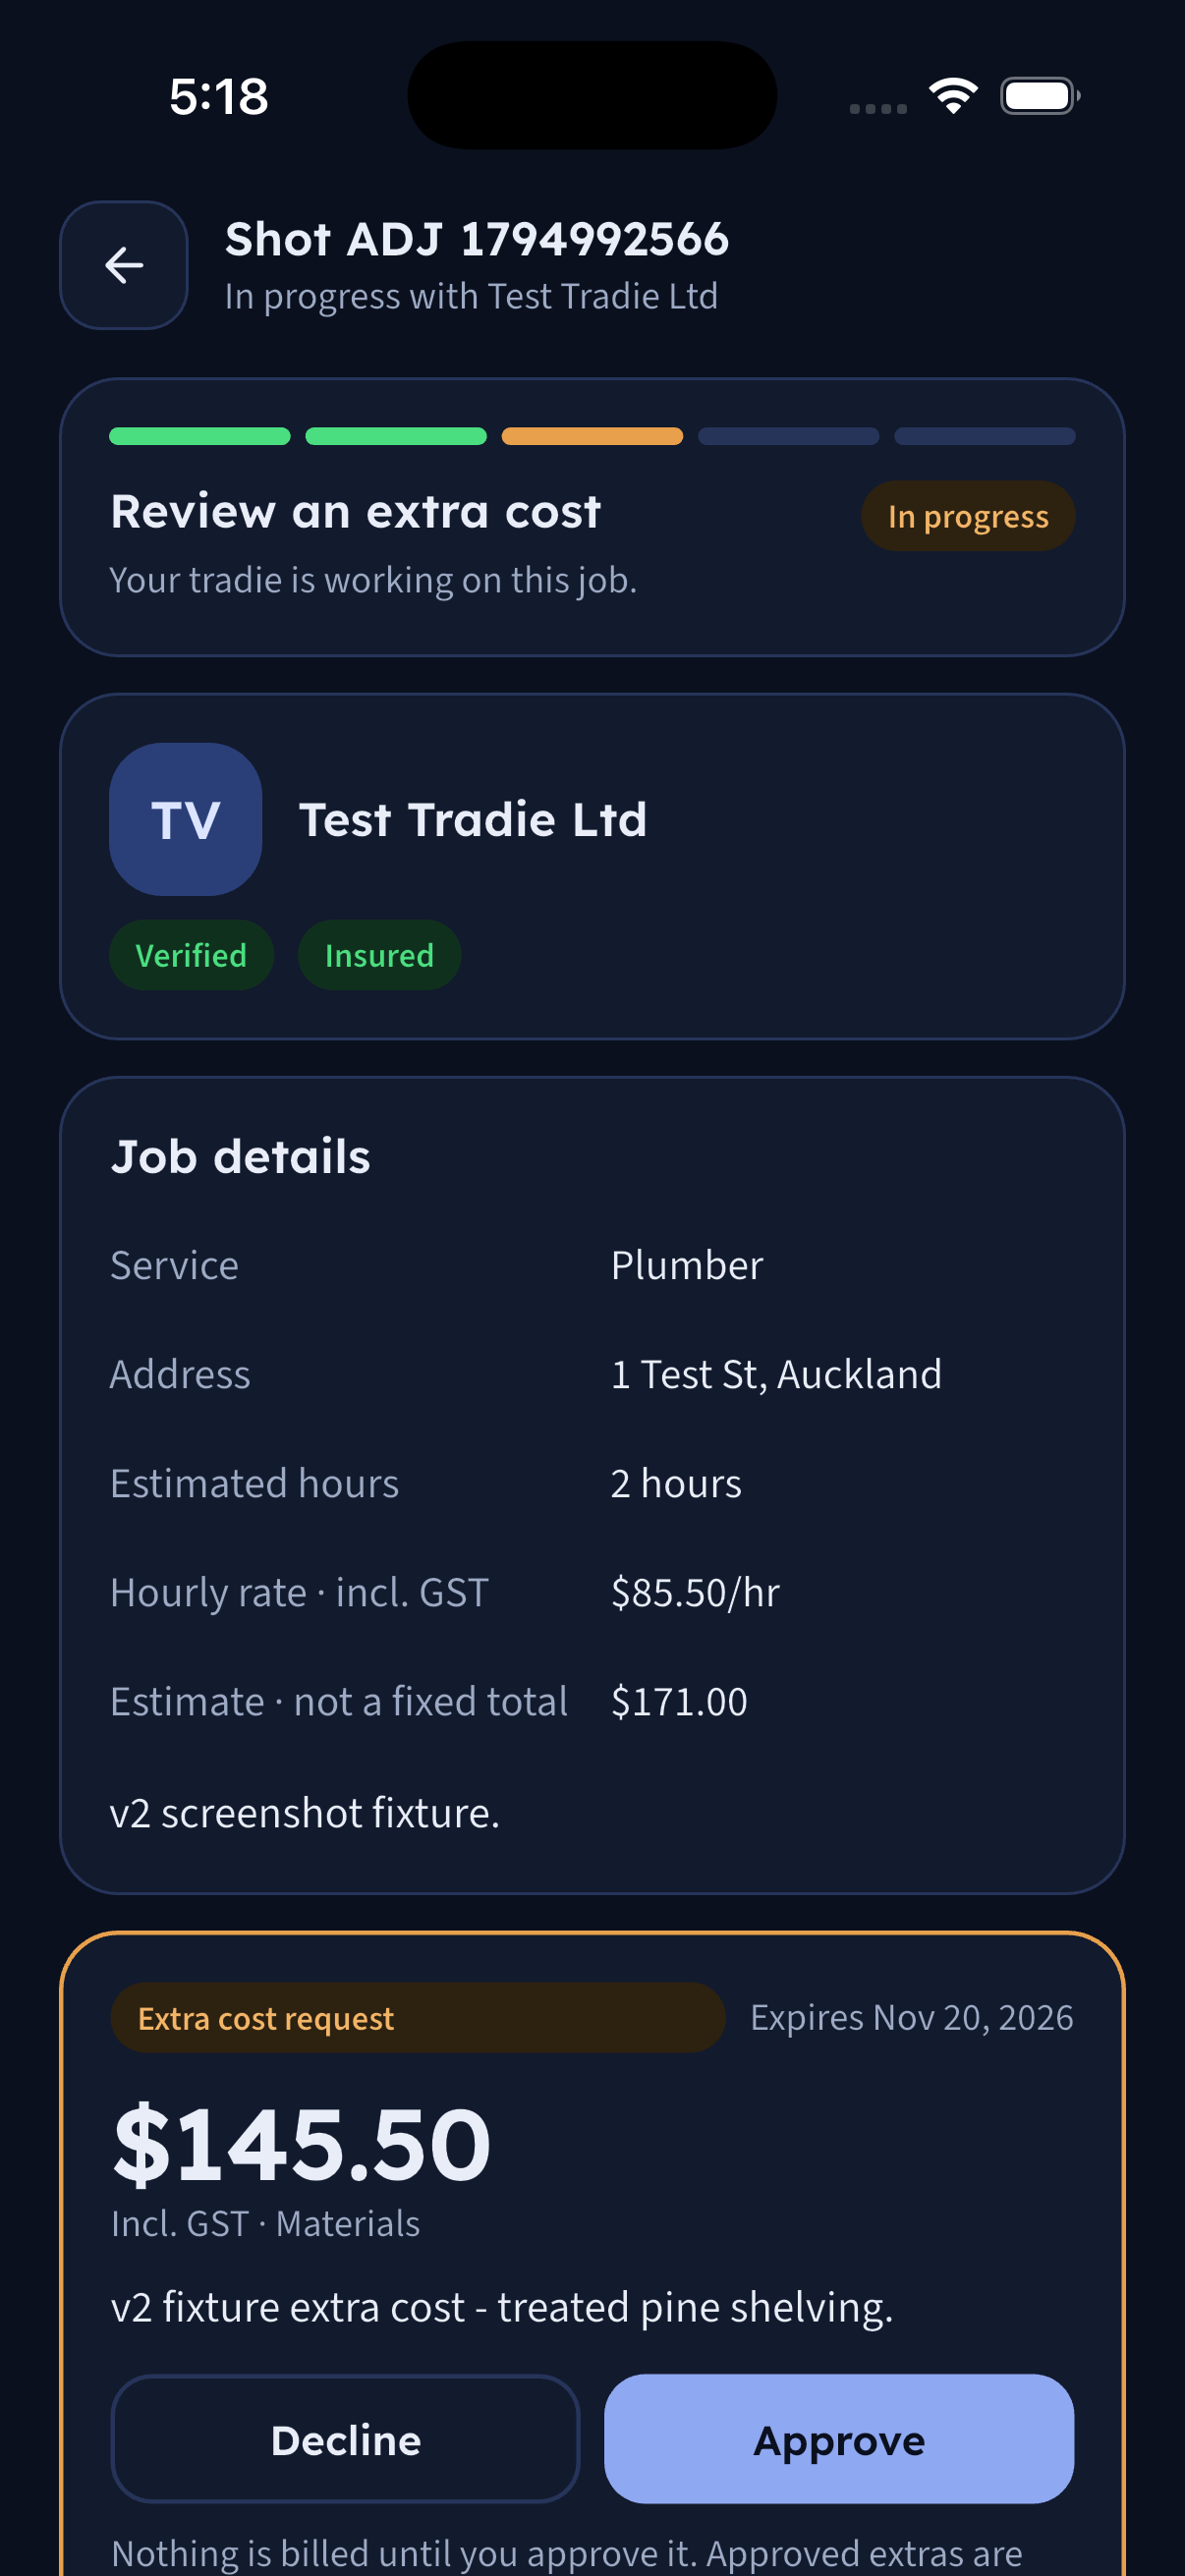 5:18
Shot ADJ 1794992566
In progress with Test Tradie Ltd
Review an extra cost
In progress
Your tradie is working on this job.
TV
Test Tradie Ltd
Verified
Insured
Job details
Service
Plumber
Address
1 Test St, Auckland
Estimated hours
2 hours
Hourly rate · incl. GST
$85.50/hr
Estimate · not a fixed total
$171.00
v2 screenshot fixture.
Extra cost request
Expires Nov 20, 2026
$145.50
Incl. GST · Materials
v2 fixture extra cost - treated pine shelving.
Decline
Approve
Nothing is billed until you approve it. Approved extras are